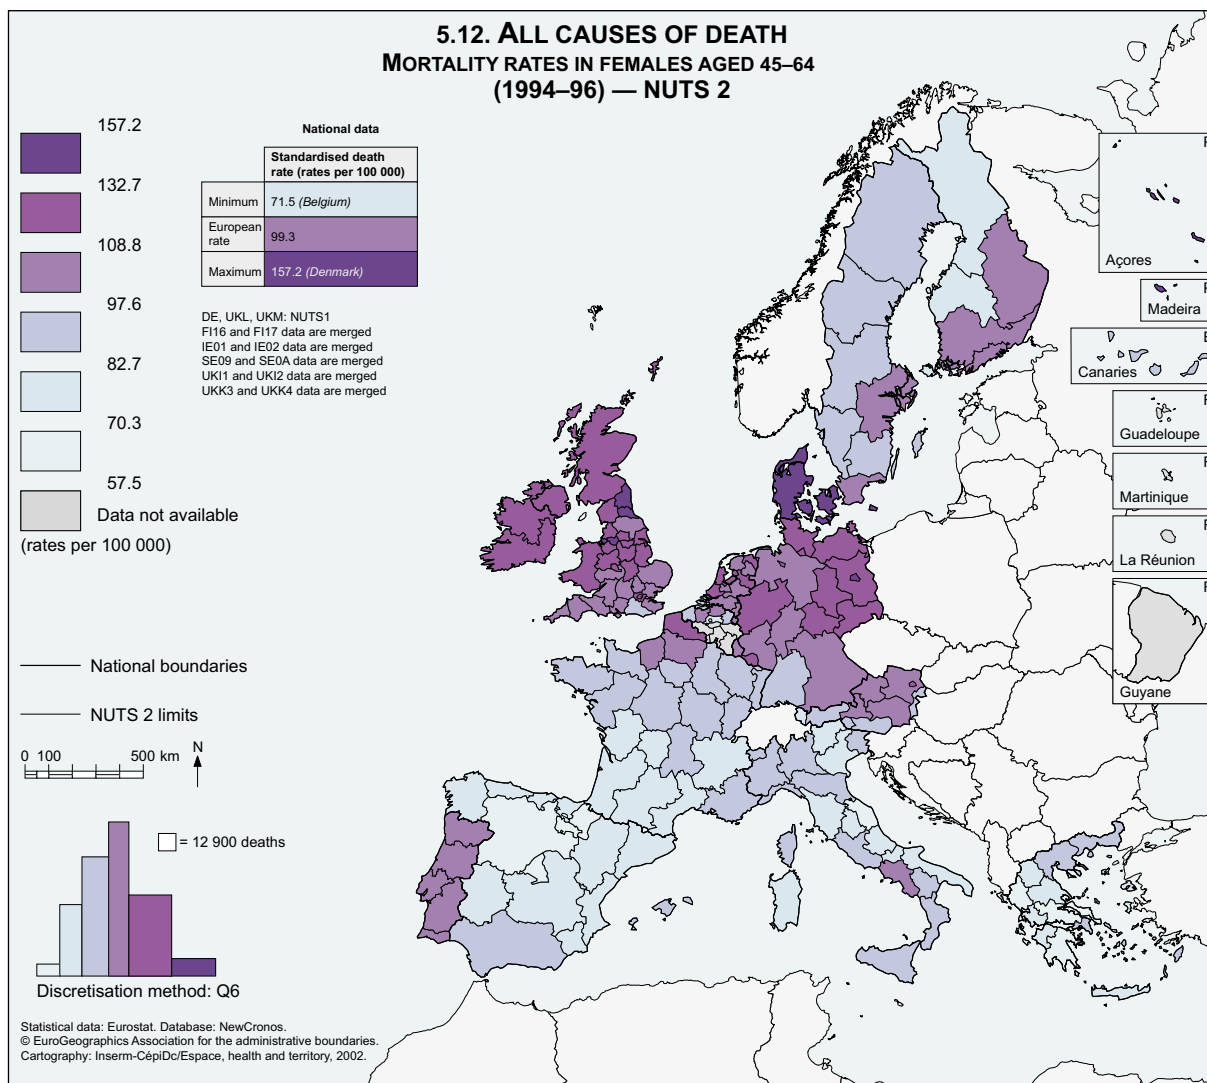 5.12. ALL CAUSES OF DEATH
MORTALITY RATES IN FEMALES AGED 45–64
(1994–96) — NUTS 2
157.2
132.7
108.8
97.6
82.7
70.3
57.5
Data not available
(rates per 100 000)
National data
Standardised death
rate (rates per 100 000)
Minimum 71.5 (Belgium)
European
rate 99.3
Maximum 157.2 (Denmark)
DE, UKL, UKM: NUTS1
FI16 and FI17 data are merged
IE01 and IE02 data are merged
SE09 and SE0A data are merged
UKI1 and UKI2 data are merged
UKK3 and UKK4 data are merged
Açores
Madeira
Canaries
Guadeloupe
Martinique
La Réunion
Guyane
National boundaries
NUTS 2 limits
0 100 500 km
N
= 12 900 deaths
Discretisation method: Q6
Statistical data: Eurostat. Database: NewCronos.
© EuroGeographics Association for the administrative boundaries.
Cartography: Inserm-CépiDc/Espace, health and territory, 2002.